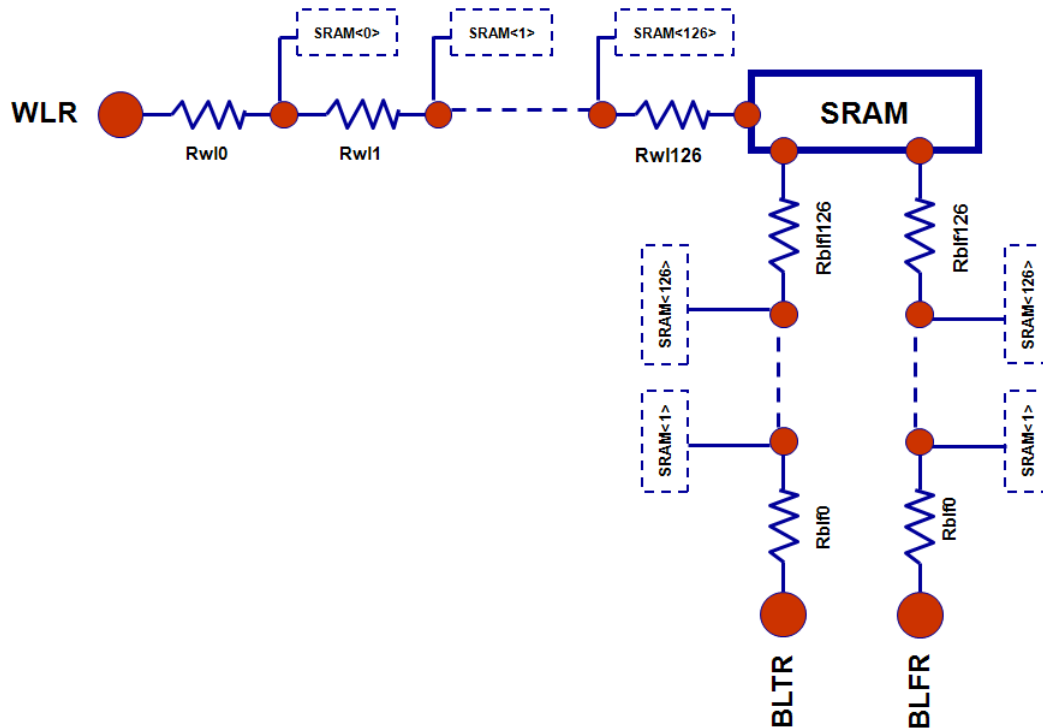 SRAM<0>
SRAM<1>
SRAM<126>
WLR
SRAM
Rwl0
Rwl1
Rwl126
Rblfl126
Rblf126
SRAM<126>
SRAM<126>
SRAM<1>
SRAM<1>
Rblf0
Rblf0
BLTR
BLFR